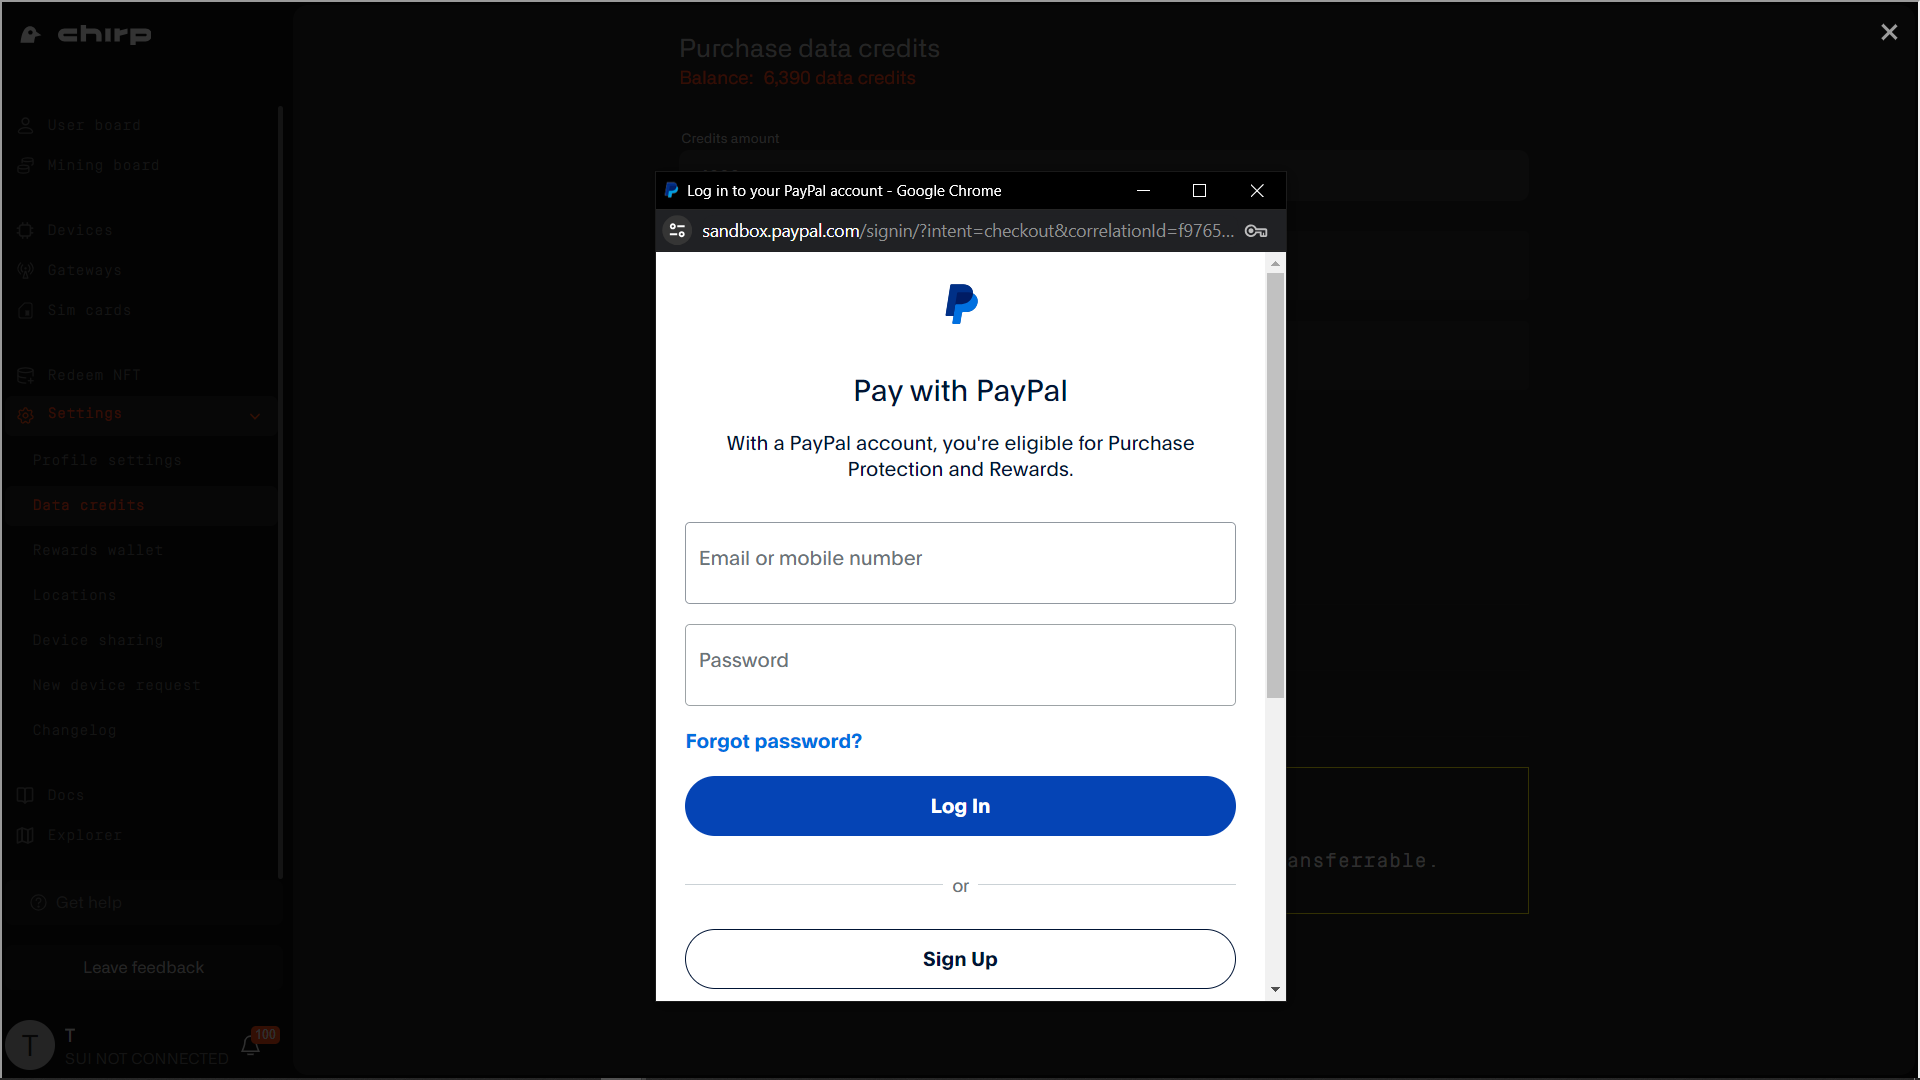 chirp
User board
Mining board
Devices
Gateways
Sim cards
Redeem NFT
Settings
Profile settings
Data credits
Rewards wallet
Locations
Device sharing
New device request
Changelog
Docs
Explorer
Get help
Leave feedback
T
T
SUI NOT CONNECTED
100
Purchase data credits
Balance: 6,390 data credits
Credits amount
Log in to your PayPal account - Google Chrome
sandbox.paypal.com/signin/?intent=checkout&correlationId=f9765...
Pay with PayPal
With a PayPal account, you're eligible for Purchase
Protection and Rewards.
Email or mobile number
Password
Forgot password?
Log In
or
Sign Up
ansferrable.